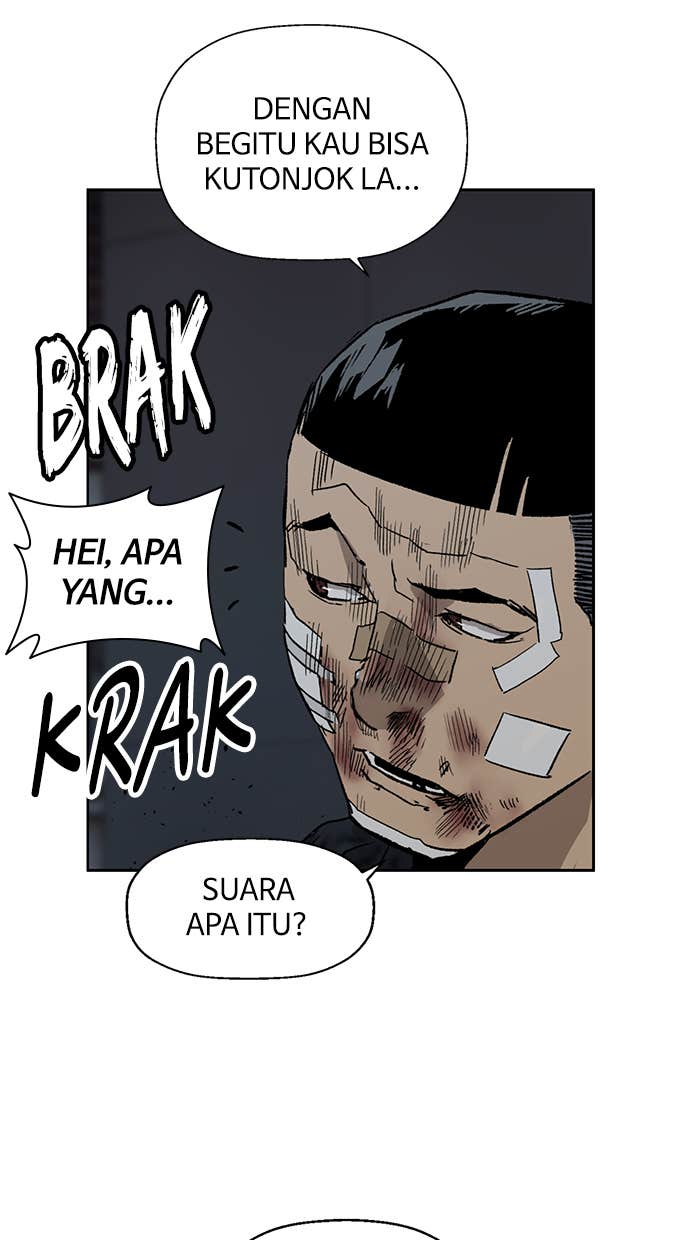 DENGAN
BEGITU KAU BISA
KUTONJOK LA...
BRAK
HEI, APA
YANG...
KRAK
SUARA
APA ITU?